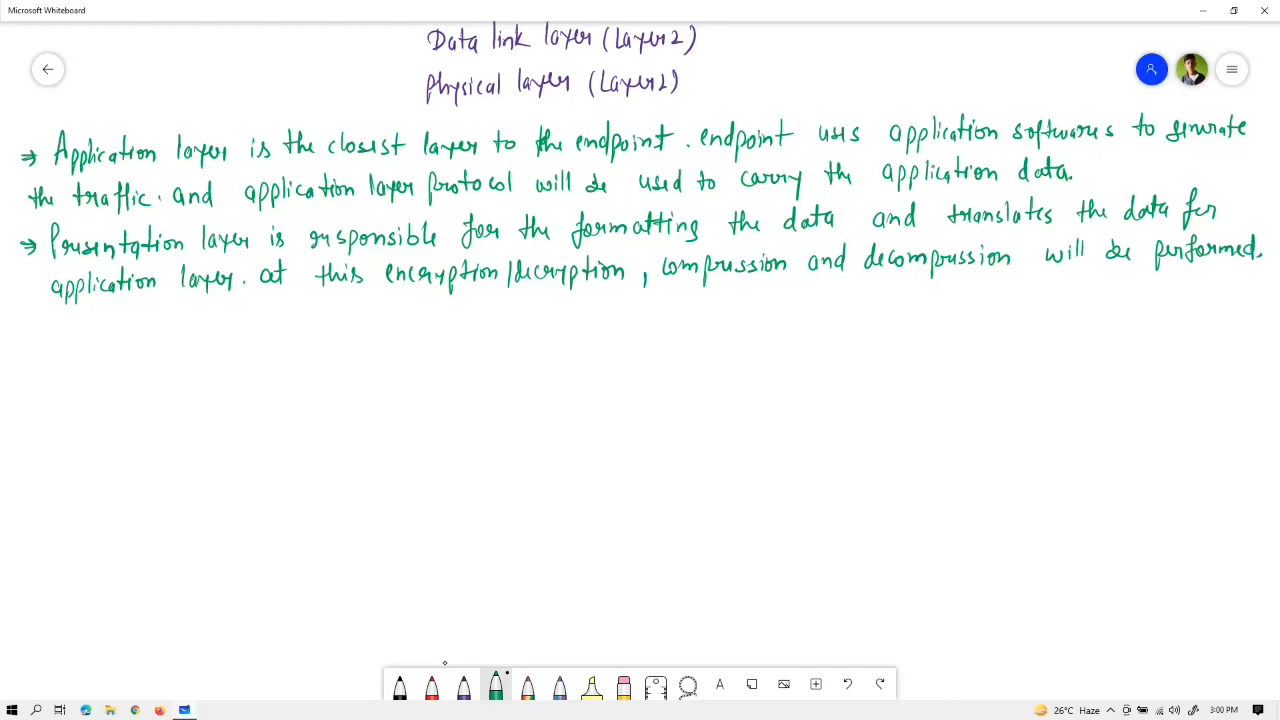 Microsoft Whiteboard
Data link layer (Layer 2)
Physical layer (Layer 1)
⇒ Application layer is the closest layer to the endpoint. endpoint uses application softwares to generate
the traffic. and application layer protocol will be used to carry the application data.
⇒ Presentation layer is responsible for the formatting the data and translates the data for
application layer. at this encryption/decryption, compression and decompression will be performed.
A
26°C Haze
3:00 PM